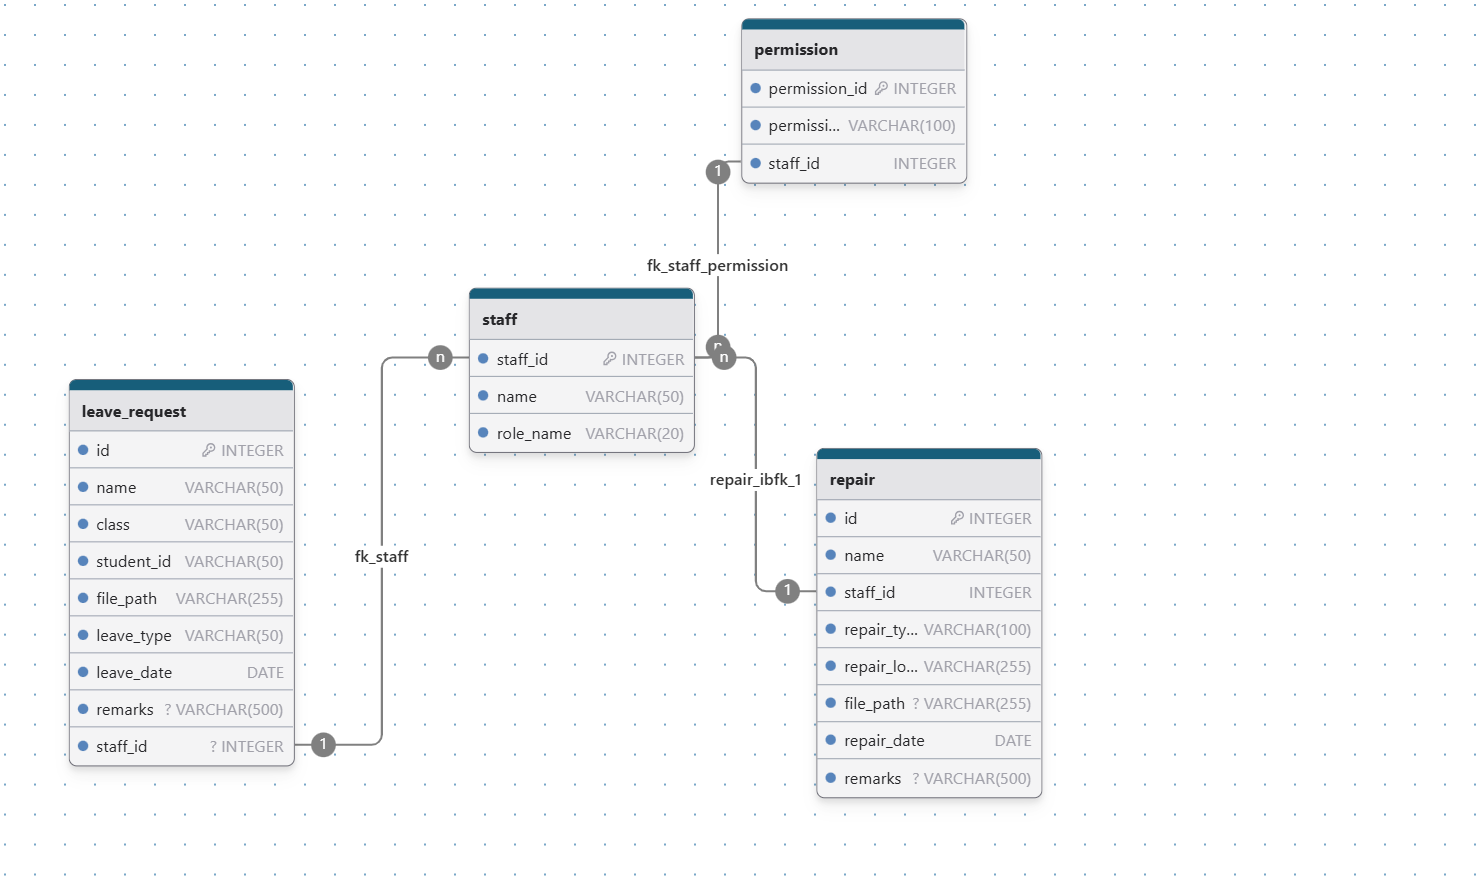 permission
permission_id INTEGER
permissi... VARCHAR(100)
staff_id INTEGER
1
fk_staff_permission
n
n
staff
staff_id INTEGER
name VARCHAR(50)
role_name VARCHAR(20)
n
leave_request
id INTEGER
name VARCHAR(50)
class VARCHAR(50)
student_id VARCHAR(50)
file_path VARCHAR(255)
leave_type VARCHAR(50)
leave_date DATE
remarks ? VARCHAR(500)
staff_id ? INTEGER
1
fk_staff
repair_ibfk_1
1
repair
id INTEGER
name VARCHAR(50)
staff_id INTEGER
repair_ty... VARCHAR(100)
repair_lo... VARCHAR(255)
file_path ? VARCHAR(255)
repair_date DATE
remarks ? VARCHAR(500)